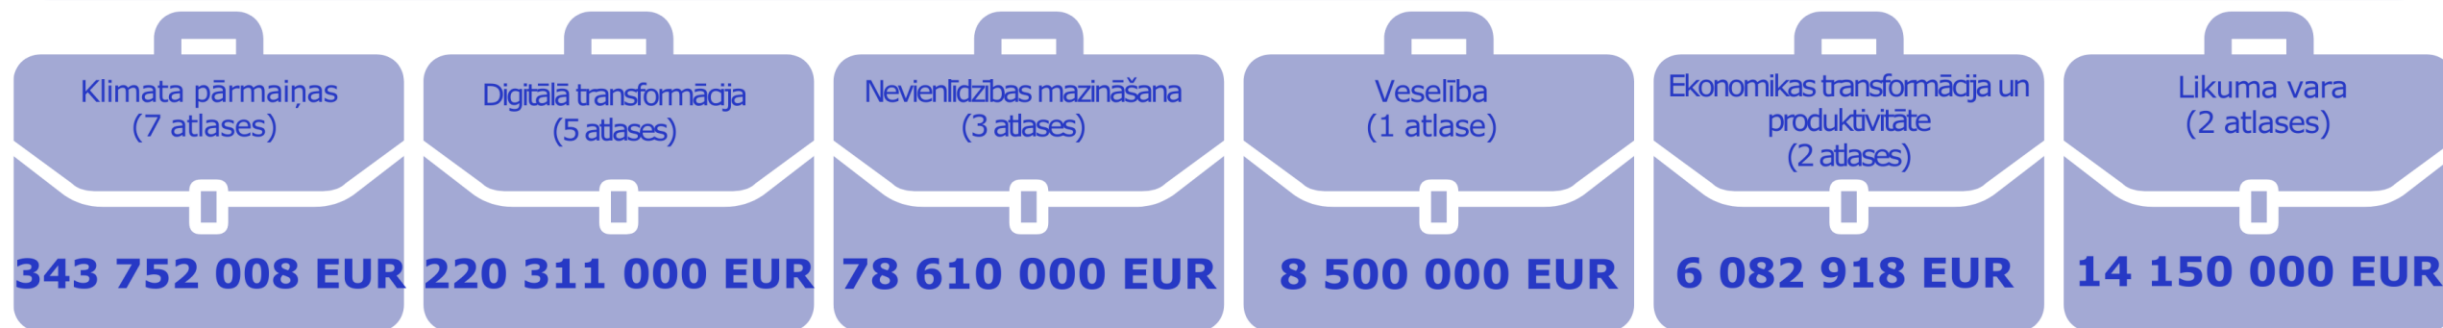 Klimata pārmaiņas
(7 atlases)
343 752 008 EUR
Digitālā transformācija
(5 atlases)
220 311 000 EUR
Nevienlīdzības mazināšana
(3 atlases)
78 610 000 EUR
Veselība
(1 atlase)
8 500 000 EUR
Ekonomikas transformācija un
produktivitāte
(2 atlases)
6 082 918 EUR
Likuma vara
(2 atlases)
14 150 000 EUR